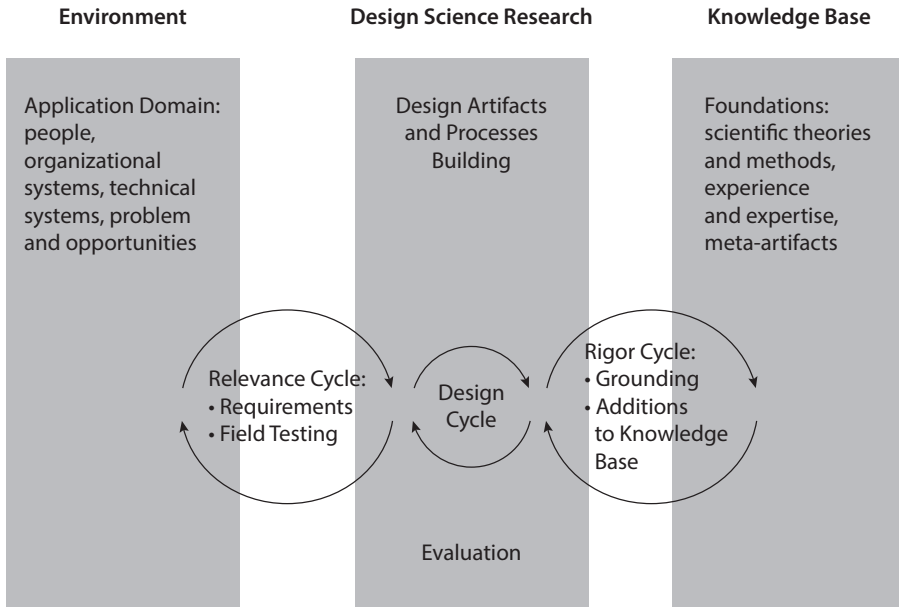 Environment
Design Science Research
Knowledge Base
Application Domain:
people,
organizational
systems, technical
systems, problem
and opportunities
Design Artifacts
and Processes
Building
Foundations:
scientific theories
and methods,
experience
and expertise,
meta-artifacts
Relevance Cycle:
• Requirements
• Field Testing
Design
Cycle
Rigor Cycle:
• Grounding
• Additions
to Knowledge
Base
Evaluation